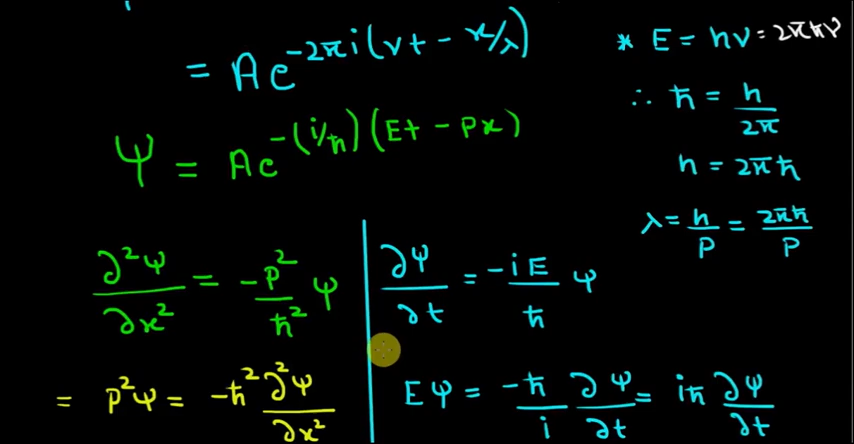 = Ae^{-2πi(νt - x/λ)}
Ψ = Ae^{-(i/ħ)(Et - Px)}
* E = hν = 2πħν
∴ ħ = h/2π
h = 2πħ
λ = h/P = 2πħ/P
∂²Ψ/∂x² = -P²/ħ² Ψ
= P²Ψ = -ħ² ∂²Ψ/∂x²
∂Ψ/∂t = -iE/ħ Ψ
EΨ = -ħ/i ∂Ψ/∂t = iħ ∂Ψ/∂t